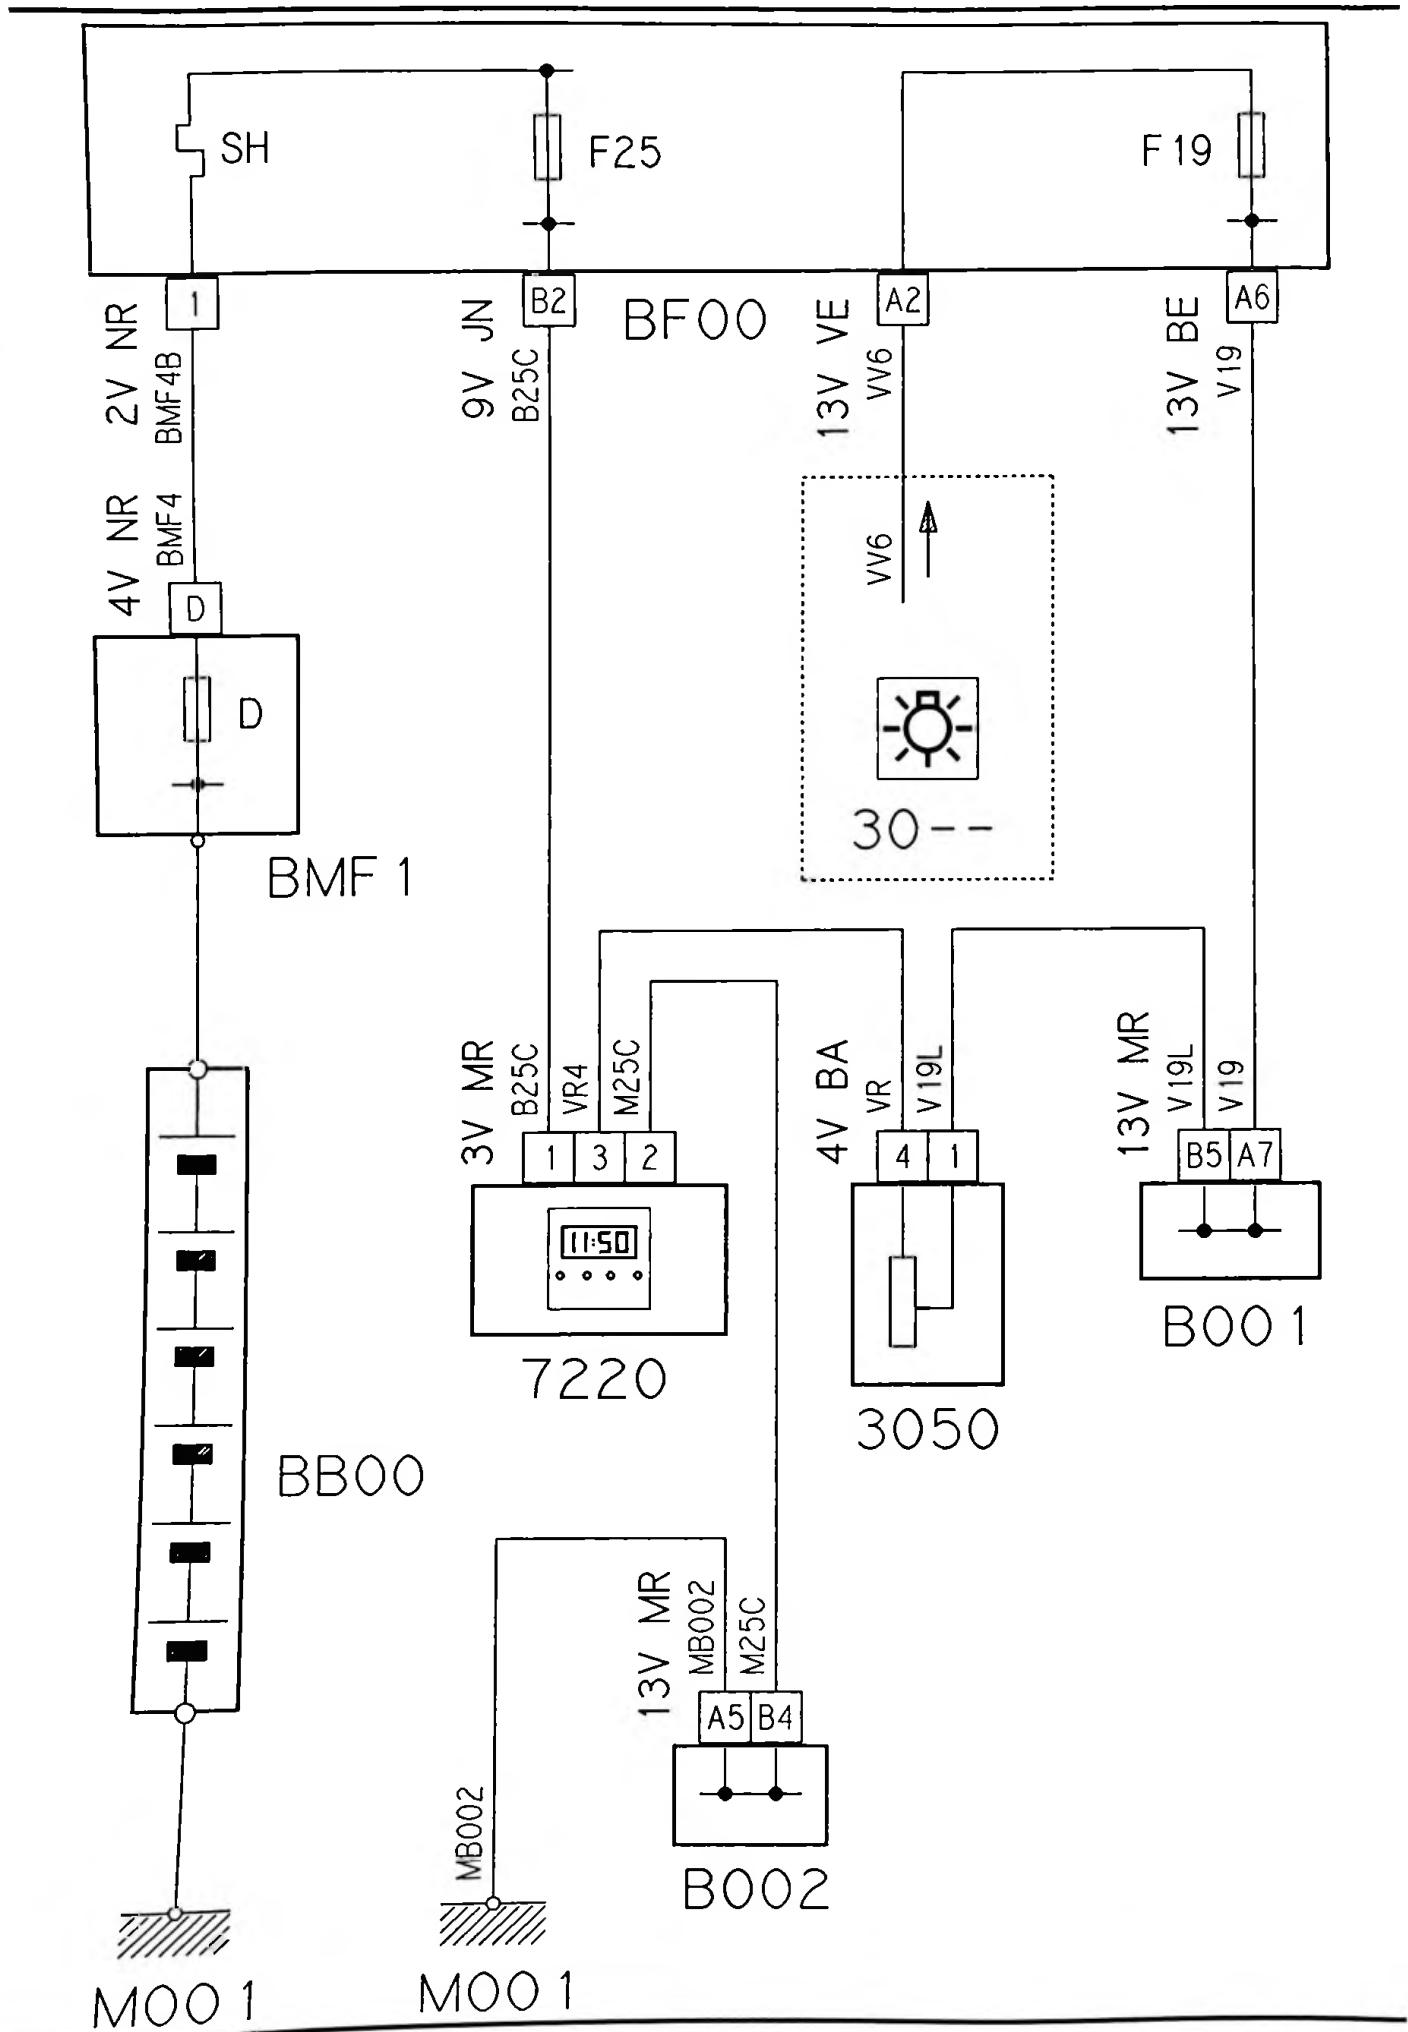 SH
F25
F19
1
B2
BF00
A2
A6
2V NR
BMF4B
9V JN
B25C
13V VE
VV6
13V BE
V19
4V NR
BMF4
D
D
BMF1
VV6
30--
3V MR
B25C
VR4
M25C
4V BA
VR
V19L
13V MR
V19L
V19
1
3
2
4
1
B5
A7
11:50
7220
3050
B001
BB00
13V MR
MB002
M25C
A5
B4
B002
MB002
M001
M001